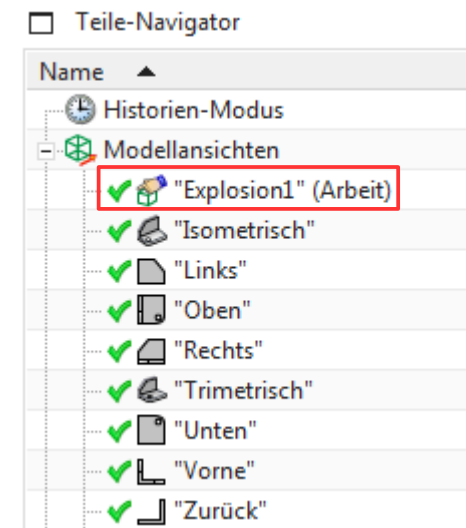 Teile-Navigator
Name
Historien-Modus
Modellansichten
"Explosion1" (Arbeit)
"Isometrisch"
"Links"
"Oben"
"Rechts"
"Trimetrisch"
"Unten"
"Vorne"
"Zurück"